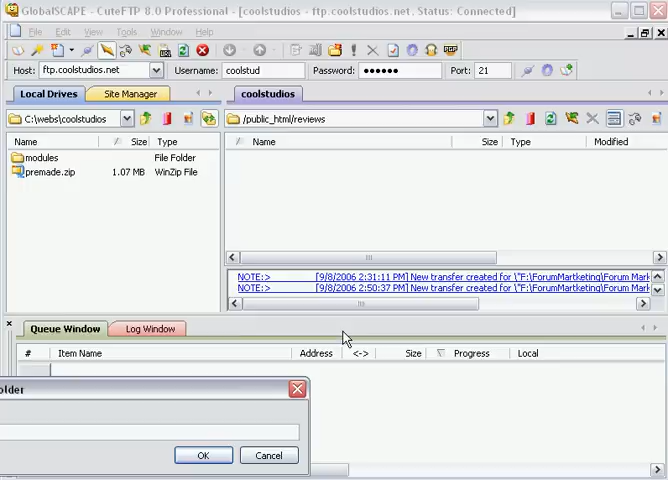 GlobalSCAPE - CuteFTP 8.0 Professional - [coolstudios - ftp.coolstudios.net, Status: Connected]
File Edit View Tools Window Help
Host: ftp.coolstudios.net Username: coolstud Password: ●●●●●● Port: 21
Local Drives Site Manager coolstudios
C:\webs\coolstudios /public_html/reviews
Name Size Type Name Size Type Modified
modules File Folder
premade.zip 1.07 MB WinZip File
NOTE:> [9/8/2006 2:31:11 PM] New transfer created for \"F:\ForumMartketing\Forum Mark
NOTE:> [9/8/2006 2:50:37 PM] New transfer created for \"F:\ForumMartketing\Forum Mark
Queue Window Log Window
# Item Name Address <-> Size Progress Local
older
OK Cancel